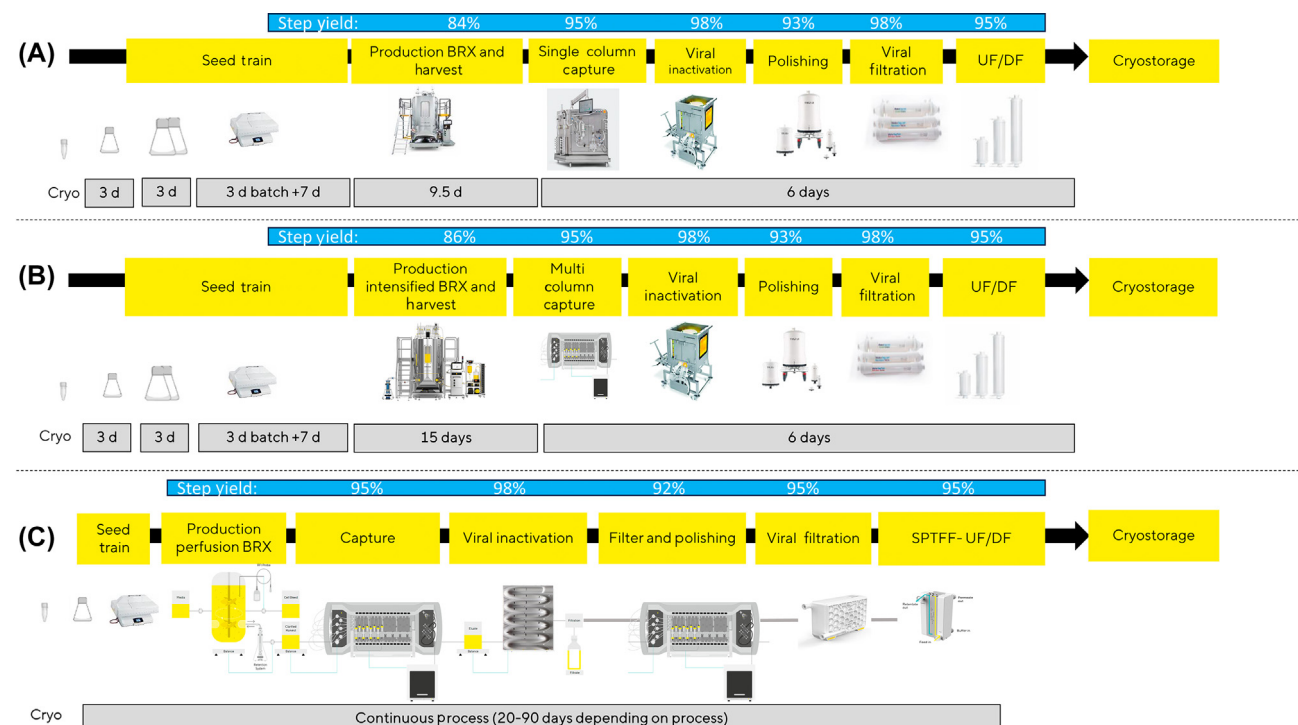 Step yield: 84% 95% 98% 93% 98% 95%
(A)
Seed train
Production BRX and
harvest
Single column
capture
Viral
inactivation
Polishing
Viral
filtration
UF/DF
Cryostorage
Cryo 3 d 3 d 3 d batch +7 d 9.5 d 6 days
Step yield: 86% 95% 98% 93% 98% 95%
(B)
Seed train
Production
intensified BRX and
harvest
Multi
column
capture
Viral
inactivation
Polishing
Viral
filtration
UF/DF
Cryostorage
Cryo 3 d 3 d 3 d batch +7 d 15 days 6 days
Step yield: 95% 98% 92% 95% 95%
(C)
Seed
train
Production
perfusion BRX
Capture
Viral inactivation
Filter and polishing
Viral filtration
SPTFF- UF/DF
Cryostorage
Cryo Continuous process (20-90 days depending on process)